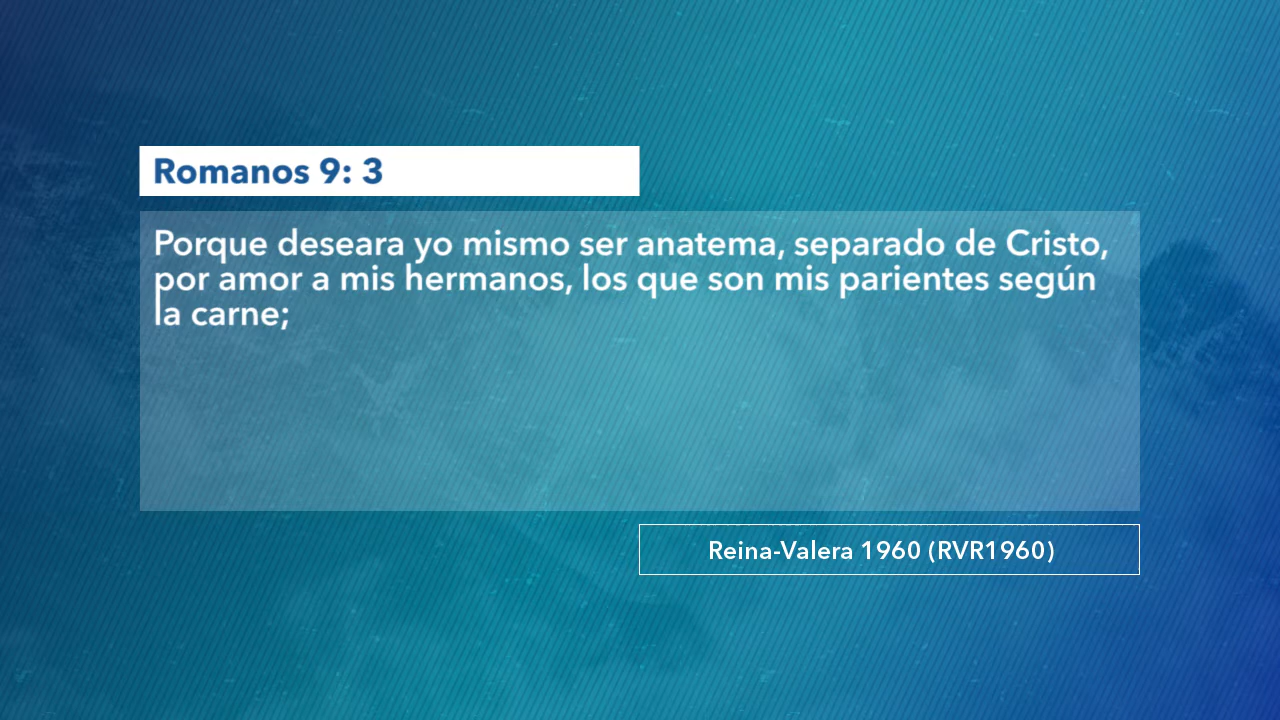 Romanos 9: 3
Porque deseara yo mismo ser anatema, separado de Cristo,
por amor a mis hermanos, los que son mis parientes según
la carne;
Reina-Valera 1960 (RVR1960)